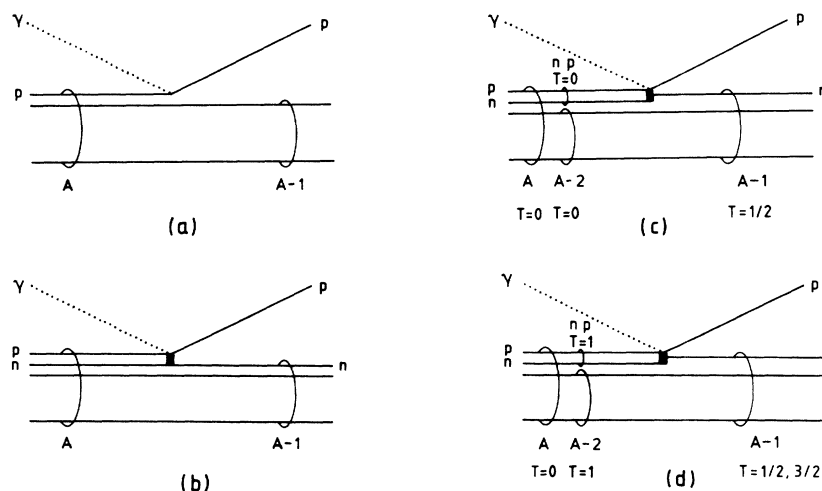 γ
p
p
A
A-1
(a)
γ
p
n p
T=0
p
n
A
A-2
A-1
T=0
T=0
T=1/2
(c)
γ
p
p
n
n
A
A-1
(b)
γ
p
n p
T=1
p
n
A
A-2
A-1
T=0
T=1
T=1/2, 3/2
(d)